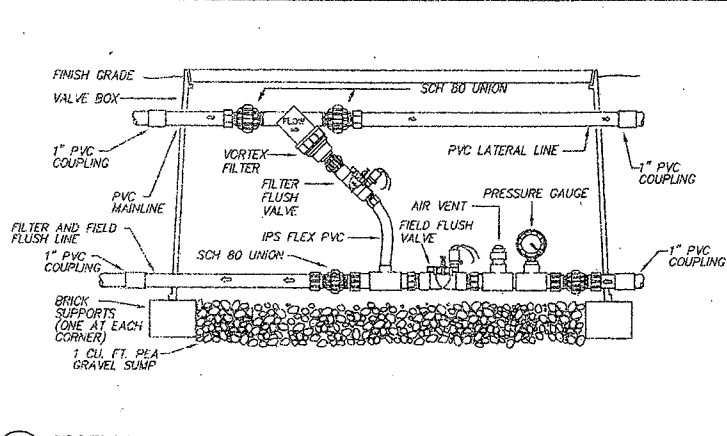 FINISH GRADE
VALVE BOX
SCH 80 UNION
FLOW
1" PVC
COUPLING
VORTEX
FILTER
PVC LATERAL LINE
1" PVC
COUPLING
PVC
MAINLINE
FILTER
FLUSH
VALVE
AIR VENT
PRESSURE GAUGE
FILTER AND FIELD
FLUSH LINE
IPS FLEX PVC
FIELD FLUSH
VALVE
1" PVC
COUPLING
SCH 80 UNION
1" PVC
COUPLING
BRICK
SUPPORTS
(ONE AT EACH
CORNER)
1 CU. FT. PEA
GRAVEL SUMP